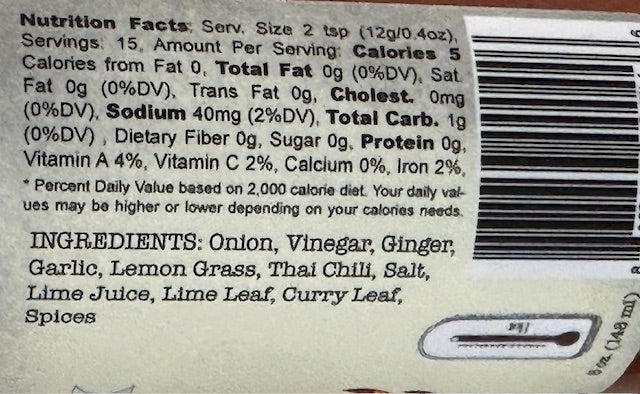 Nutrition Facts, Serv. Size 2 tsp (12g/0.4oz),
Servings: 15, Amount Per Serving: Calories 5
Calories from Fat 0, Total Fat 0g (0%DV), Sat.
Fat 0g (0%DV), Trans Fat 0g, Cholest. 0mg
(0%DV), Sodium 40mg (2%DV), Total Carb. 1g
(0%DV) , Dietary Fiber 0g, Sugar 0g, Protein 0g,
Vitamin A 4%, Vitamin C 2%, Calcium 0%, Iron 2%,
* Percent Daily Value based on 2,000 calorie diet. Your daily val-
ues may be higher or lower depending on your calories needs.
INGREDIENTS: Onion, Vinegar, Ginger,
Garlic, Lemon Grass, Thai Chili, Salt,
Lime Juice, Lime Leaf, Curry Leaf,
Spices
oz (148 ml)